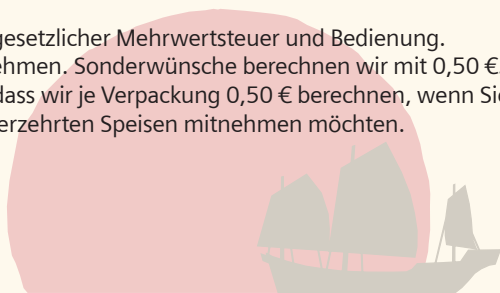 gesetzlicher Mehrwertsteuer und Bedienung.
ehmen. Sonderwünsche berechnen wir mit 0,50 €.
dass wir je Verpackung 0,50 € berechnen, wenn Sie
erzehrten Speisen mitnehmen möchten.